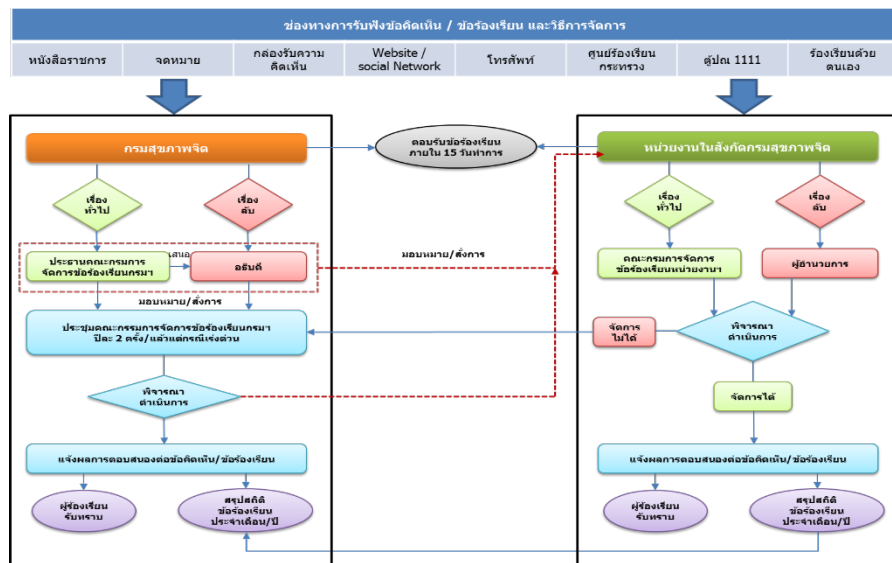 ช่องทางการรับฟังข้อคิดเห็น / ข้อร้องเรียน และวิธีการจัดการ
หนังสือราชการ
จดหมาย
กล่องรับความ
คิดเห็น
Website /
social Network
โทรศัพท์
ศูนย์ร้องเรียน
กระทรวง
ตู้ปณ 1111
ร้องเรียนด้วย
ตนเอง
กรมสุขภาพจิต
ตอบรับข้อร้องเรียน
ภายใน 15 วันทำการ
หน่วยงานในสังกัดกรมสุขภาพจิต
เรื่อง
ทั่วไป
เรื่อง
ลับ
เรื่อง
ทั่วไป
เรื่อง
ลับ
ประธานคณะกรมการ
จัดการข้อร้องเรียนกรมฯ
เสนอ
อธิบดี
มอบหมาย/สั่งการ
คณะกรมการจัดการ
ข้อร้องเรียนหน่วยงานฯ
ผู้อำนวยการ
มอบหมาย/สั่งการ
ประชุมคณะกรรมการจัดการข้อร้องเรียนกรมฯ
ปีละ 2 ครั้ง/แล้วแต่กรณีเร่งด่วน
จัดการ
ไม่ได้
พิจารณา
ดำเนินการ
พิจารณา
ดำเนินการ
จัดการได้
แจ้งผลการตอบสนองต่อข้อคิดเห็น/ข้อร้องเรียน
แจ้งผลการตอบสนองต่อข้อคิดเห็น/ข้อร้องเรียน
ผู้ร้องเรียน
รับทราบ
สรุปสถิติ
ข้อร้องเรียน
ประจำเดือน/ปี
ผู้ร้องเรียน
รับทราบ
สรุปสถิติ
ข้อร้องเรียน
ประจำเดือน/ปี